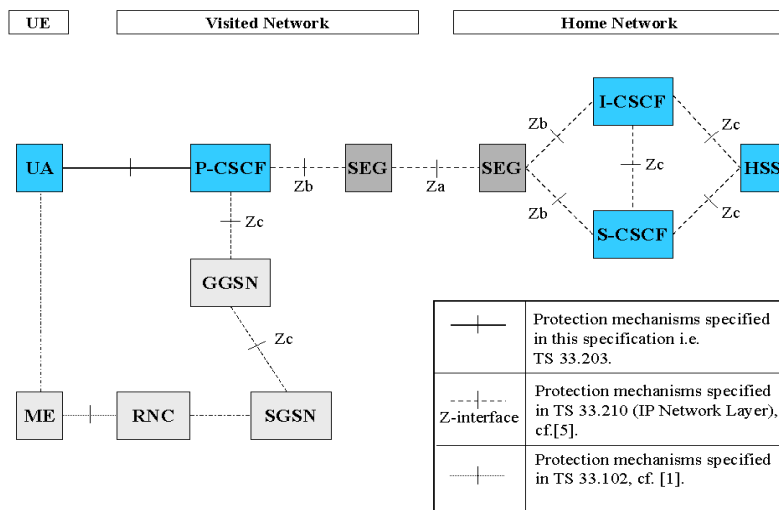 UE
Visited Network
Home Network
I-CSCF
Zb
Zc
UA
P-CSCF
SEG
SEG
Zc
HSS
Zb
Za
Zb
Zc
Zc
S-CSCF
GGSN
Zc
ME
RNC
SGSN
Protection mechanisms specified
in this specification i.e.
TS 33.203.
Z-interface
Protection mechanisms specified
in TS 33.210 (IP Network Layer),
cf.[5].
Protection mechanisms specified
in TS 33.102, cf. [1].